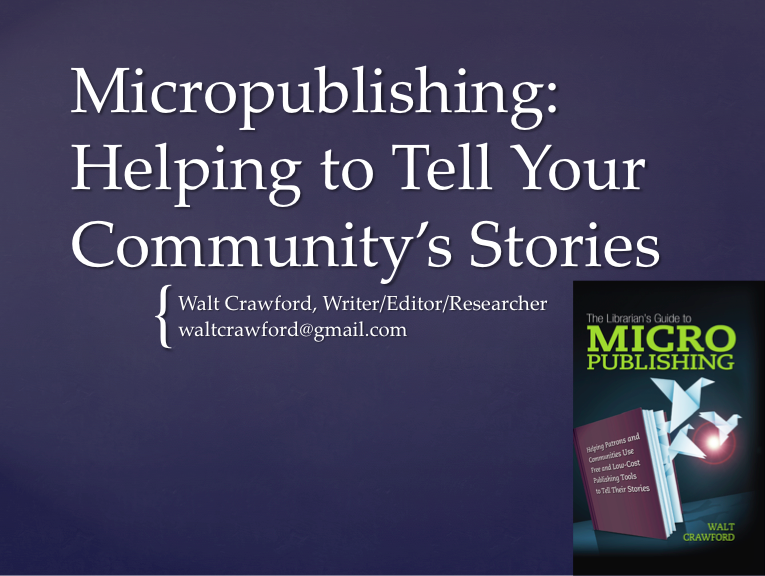 Micropublishing:
Helping to Tell Your
Community’s Stories
{
Walt Crawford, Writer/Editor/Researcher
waltcrawford@gmail.com
The Librarian's Guide to
MICRO
PUBLISHING
Helping Patrons and
Communities Use
Free and Low-Cost
Publishing Tools
to Tell Their Stories
WALT
CRAWFORD